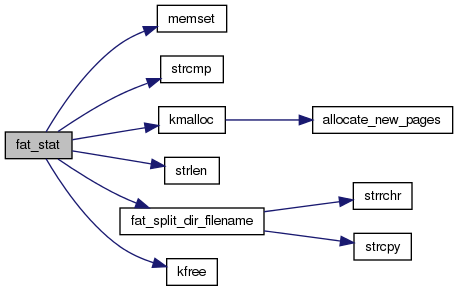 memset
strcmp
kmalloc
allocate_new_pages
fat_stat
strlen
strrchr
fat_split_dir_filename
strcpy
kfree